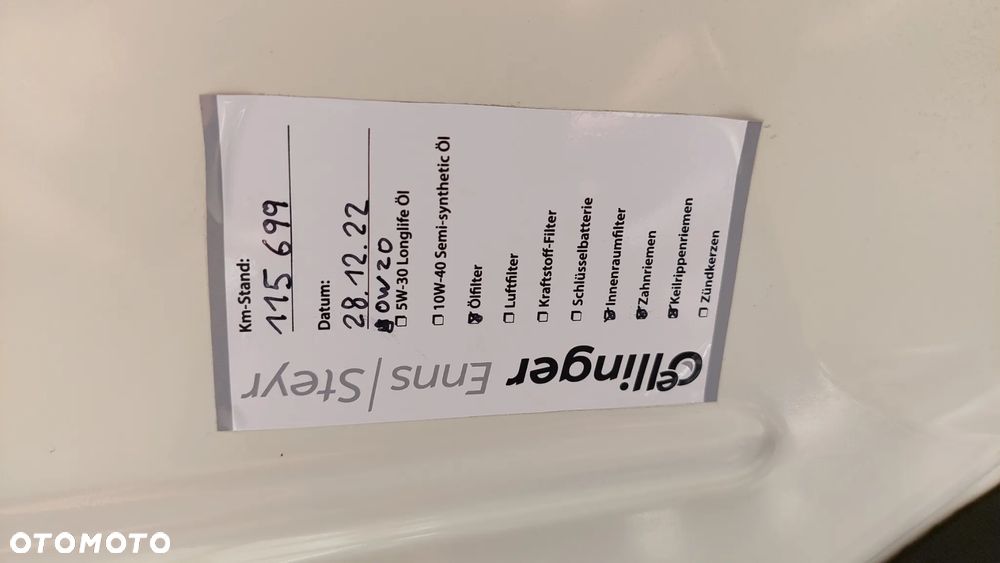 Km-Stand:
115 699
Datum:
28.12.22
0W20
5W-30 Longlife Öl
10W-40 Semi-synthetic Öl
Ölfilter
Luftfilter
Kraftstoff-Filter
Schlüsselbatterie
Innenraumfilter
Zahnriemen
Keilrippenriemen
Zündkerzen
Öllinger Enns/Steyr
OTOMOTO